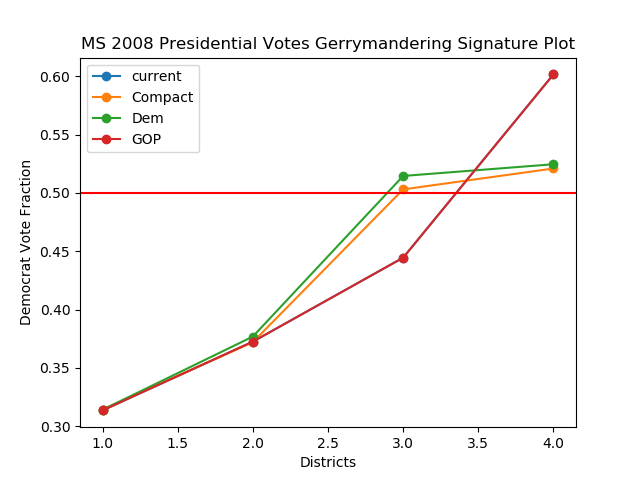 MS 2008 Presidential Votes Gerrymandering Signature Plot
current
Compact
Dem
GOP
0.60
0.55
0.50
0.45
0.40
0.35
0.30
Democrat Vote Fraction
1.0 1.5 2.0 2.5 3.0 3.5 4.0
Districts